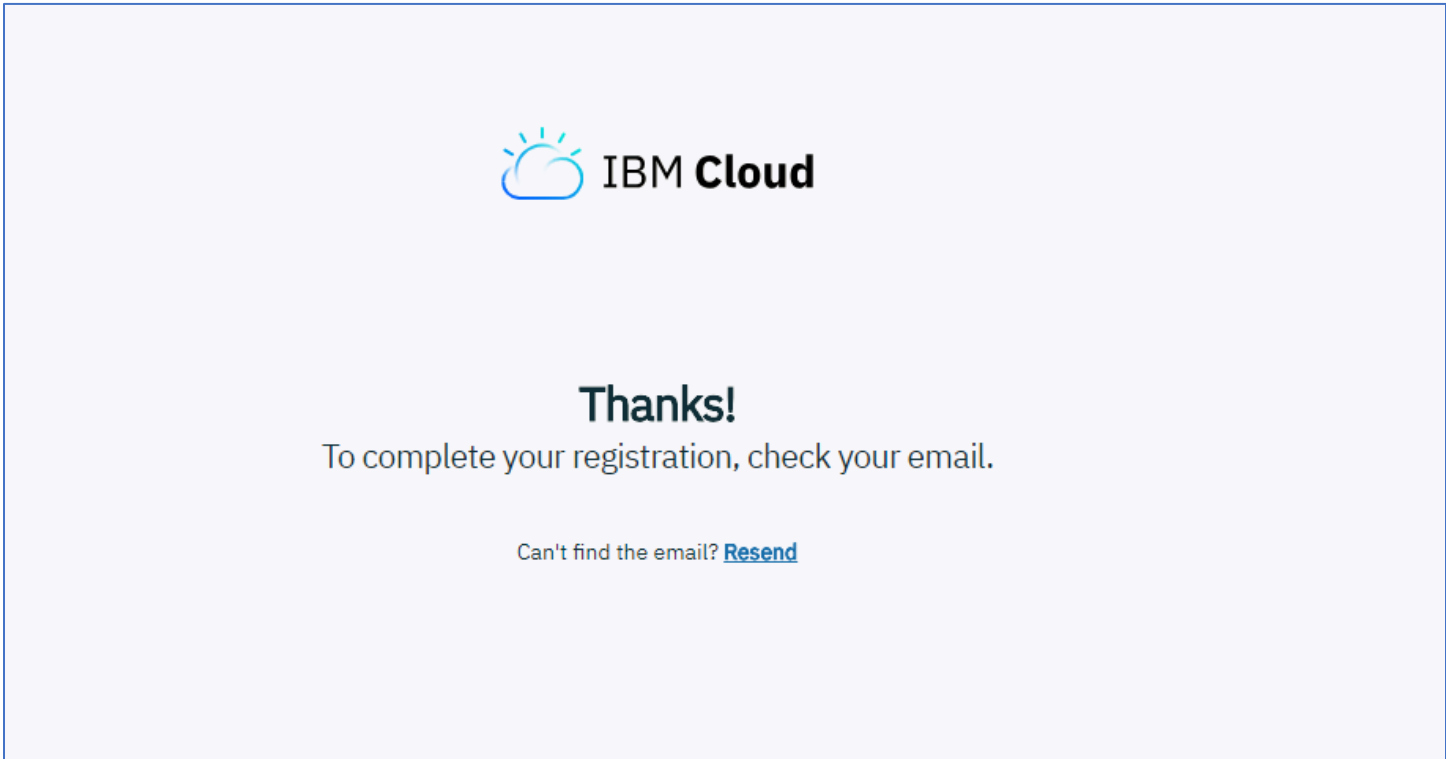 IBM Cloud
Thanks!
To complete your registration, check your email.
Can't find the email? Resend